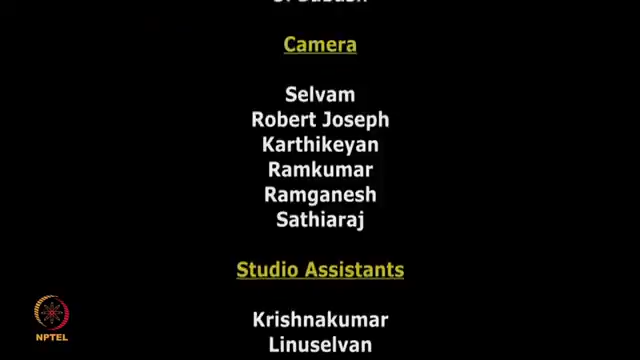 Camera
Selvam
Robert Joseph
Karthikeyan
Ramkumar
Ramganesh
Sathiaraj
Studio Assistants
Krishnakumar
Linuselvan
NPTEL